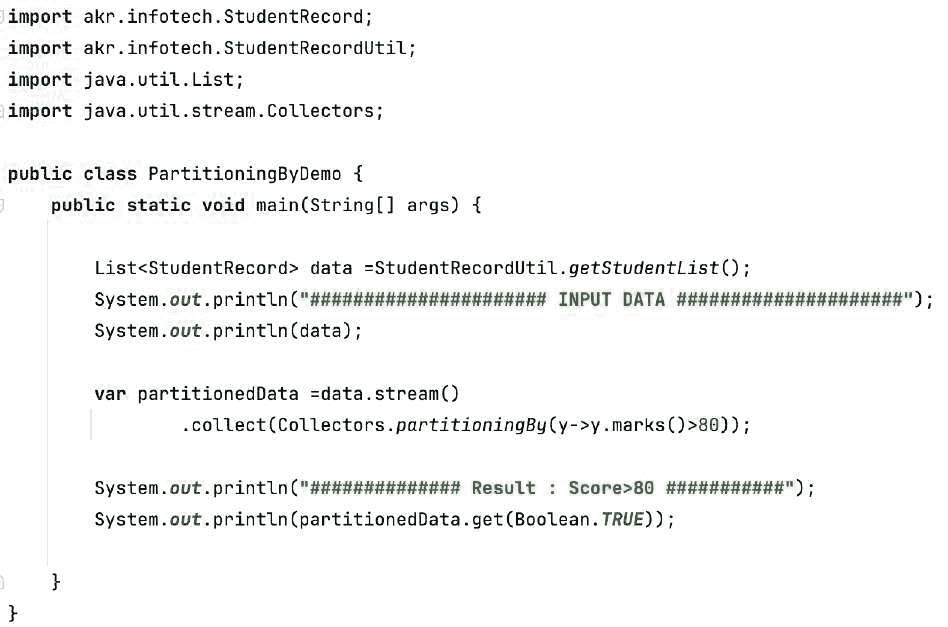 import akr.infotech.StudentRecord;
import akr.infotech.StudentRecordUtil;
import java.util.List;
import java.util.stream.Collectors;

public class PartitioningByDemo {
    public static void main(String[] args) {

        List<StudentRecord> data =StudentRecordUtil.getStudentList();
        System.out.println("###################### INPUT DATA #####################");
        System.out.println(data);

        var partitionedData =data.stream()
                .collect(Collectors.partitioningBy(y->y.marks()>80));

        System.out.println("############## Result : Score>80 ###########");
        System.out.println(partitionedData.get(Boolean.TRUE));

    }
}